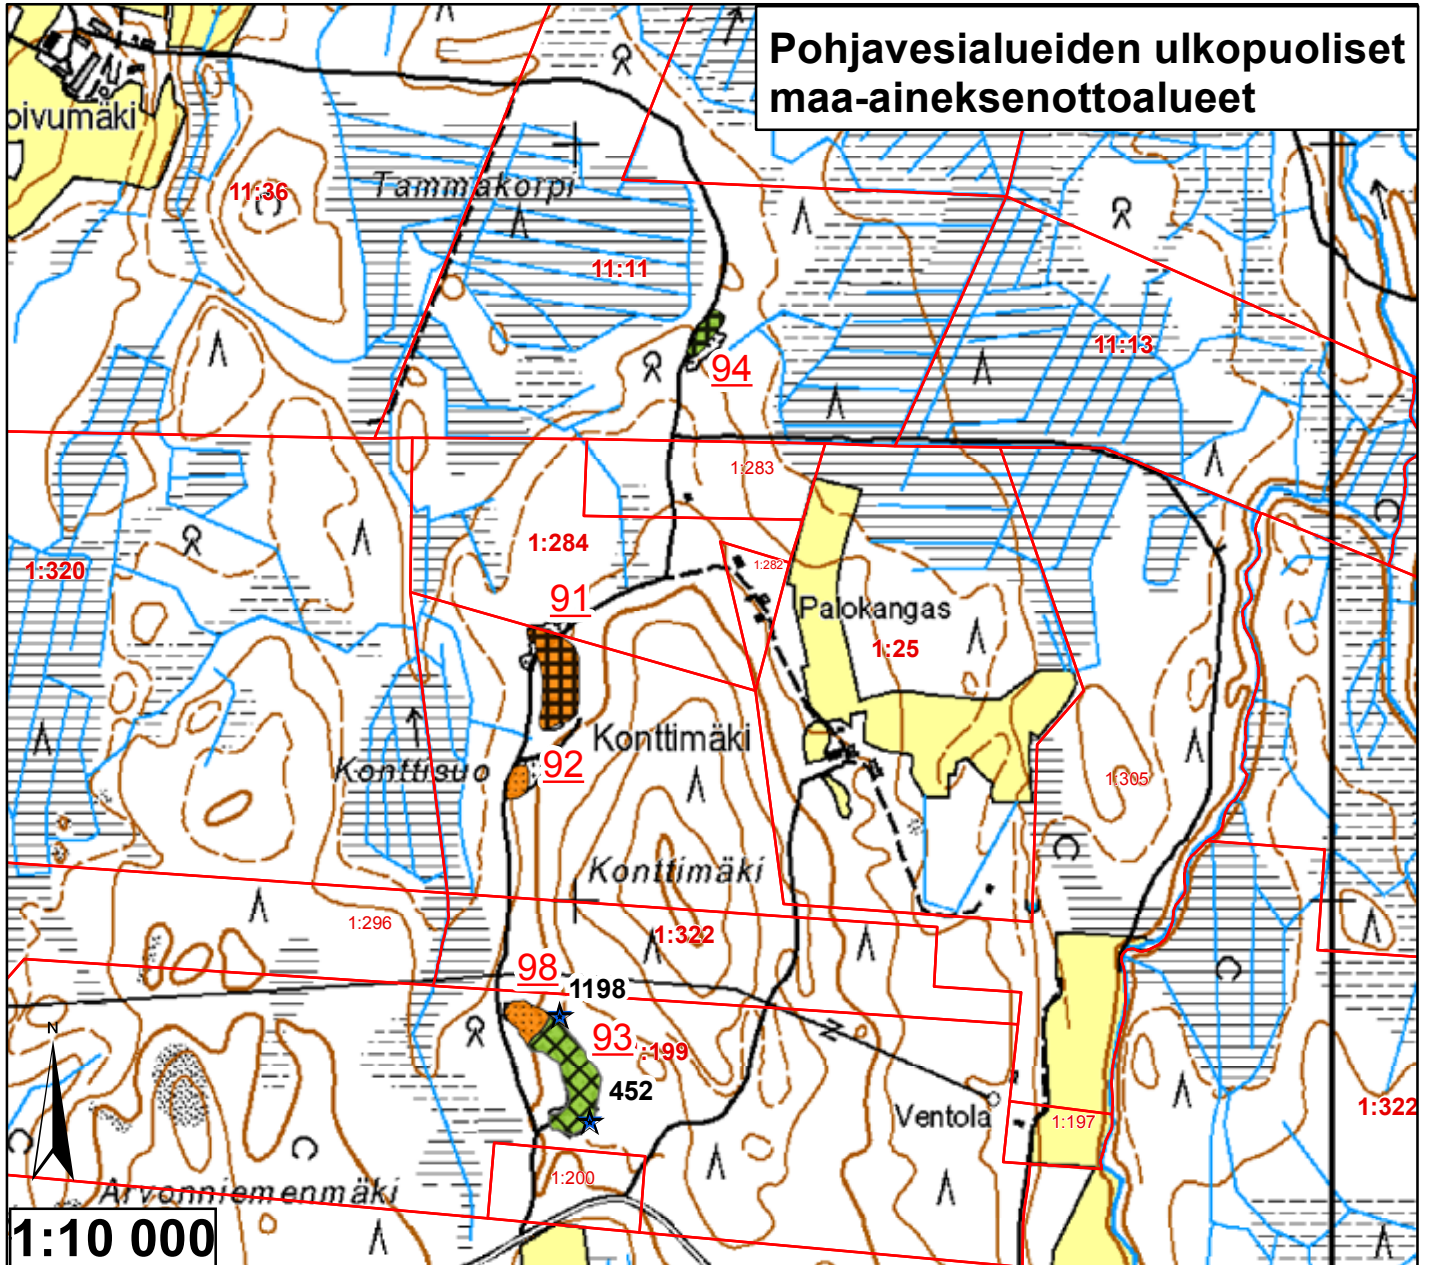 Pohjavesialueiden ulkopuoliset
maa-aineksenottoalueet
oivumäki
Tammakorpi
11:36
11:11
11:13
94
1:283
1:284
1:282
1:320
91
Palokangas
1:25
Konttimäki
92
Konttisuo
1:305
Konttimäki
1:296
1:322
98
1198
N
93
:199
452
Ventola
1:197
1:322
1:200
Arvonniemenmäki
1:10 000